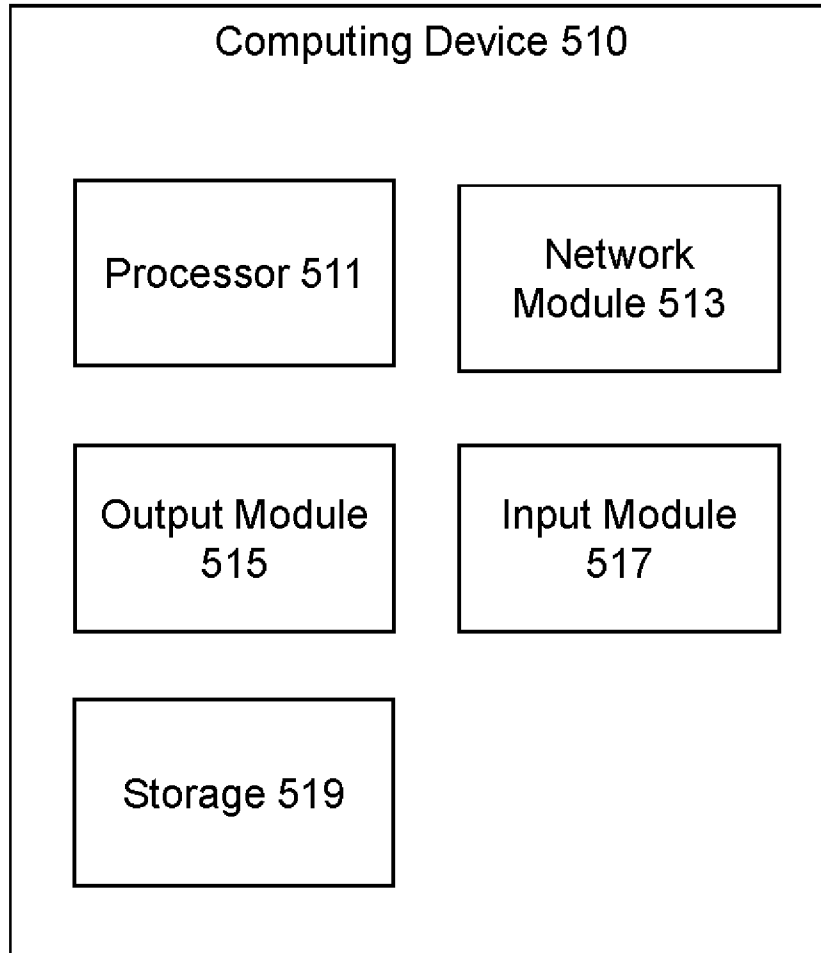 Computing Device 510
Processor 511
Network
Module 513
Output Module
515
Input Module
517
Storage 519